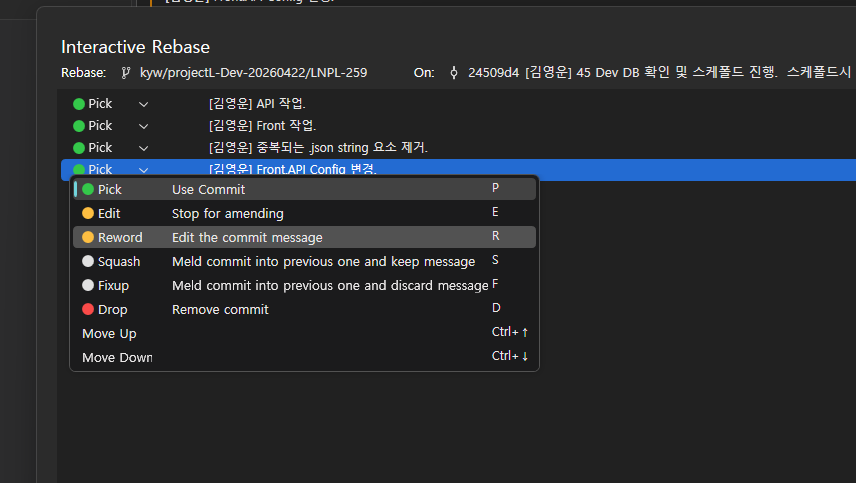 Interactive Rebase
Rebase: kyw/projectL-Dev-20260422/LNPL-259 On: 24509d4 [김영운] 45 Dev DB 확인 및 스케폴드 진행. 스케폴드시
Pick [김영운] API 작업.
Pick [김영운] Front 작업.
Pick [김영운] 중복되는 .json string 요소 제거.
Pick [김영운] Front.API Config 변경.
Pick Use Commit P
Edit Stop for amending E
Reword Edit the commit message R
Squash Meld commit into previous one and keep message S
Fixup Meld commit into previous one and discard message F
Drop Remove commit D
Move Up Ctrl+↑
Move Down Ctrl+↓